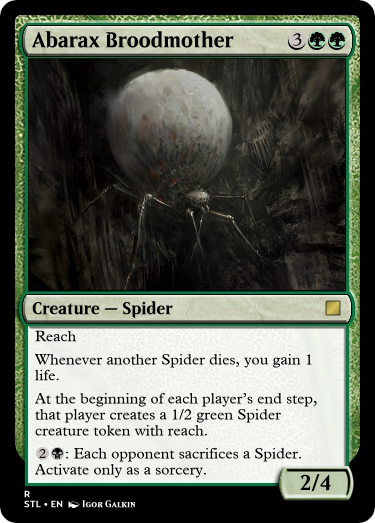 Abarax Broodmother 3
Creature — Spider
Reach
Whenever another Spider dies, you gain 1
life.
At the beginning of each player's end step,
that player creates a 1/2 green Spider
creature token with reach.
2 : Each opponent sacrifices a Spider.
Activate only as a sorcery.
2/4
R
STL • EN Igor Galkin